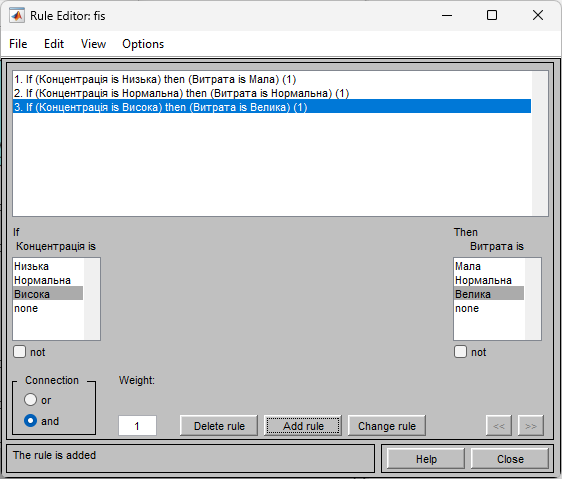 Rule Editor: fis
File Edit View Options
1. If (Концентрація is Низька) then (Витрата is Мала) (1)
2. If (Концентрація is Нормальна) then (Витрата is Нормальна) (1)
3. If (Концентрація is Висока) then (Витрата is Велика) (1)
If
Концентрація is
Низька
Нормальна
Висока
none
not
Then
Витрата is
Мала
Нормальна
Велика
none
not
Connection
or
and
Weight:
1
Delete rule
Add rule
Change rule
<<
>>
The rule is added
Help
Close